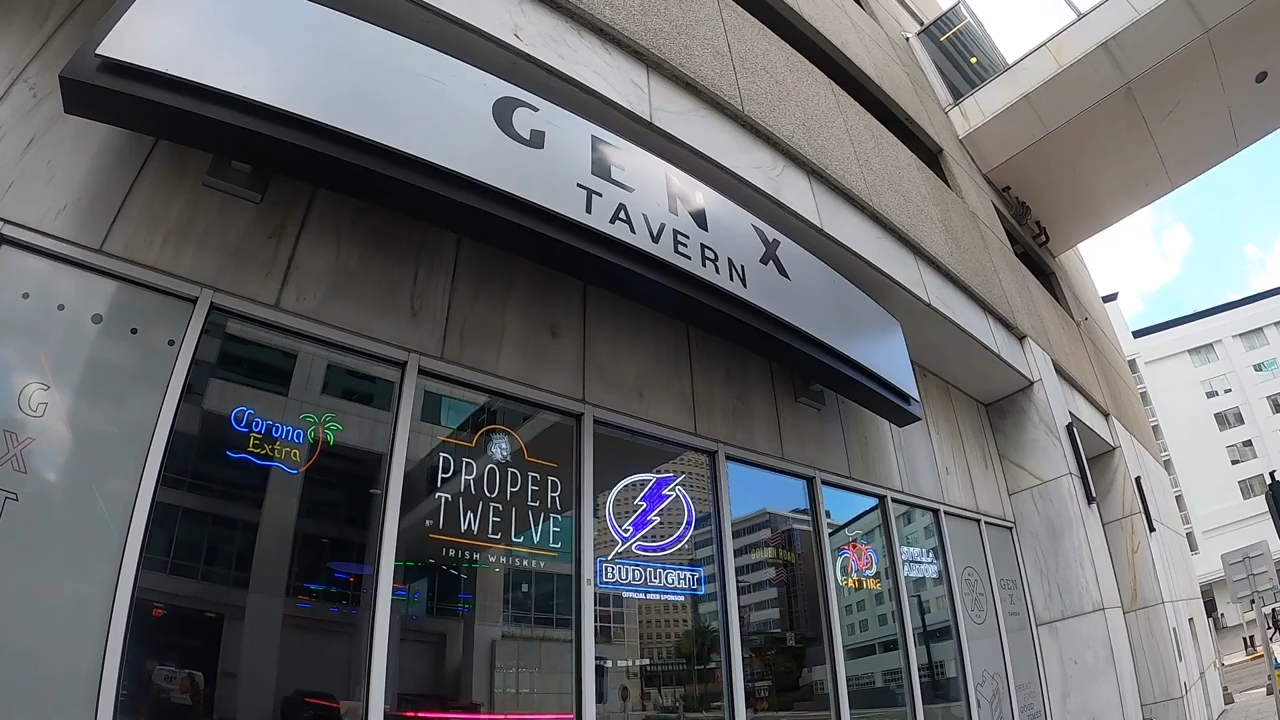 GEN X
TAVERN
G
X
T
Corona
Extra
PROPER
No. TWELVE
IRISH WHISKEY
BUD LIGHT
OFFICIAL BEER SPONSOR
GOLDEN ROAD
FAT TIRE
STELLA
ARTOIS
X
GEN
X